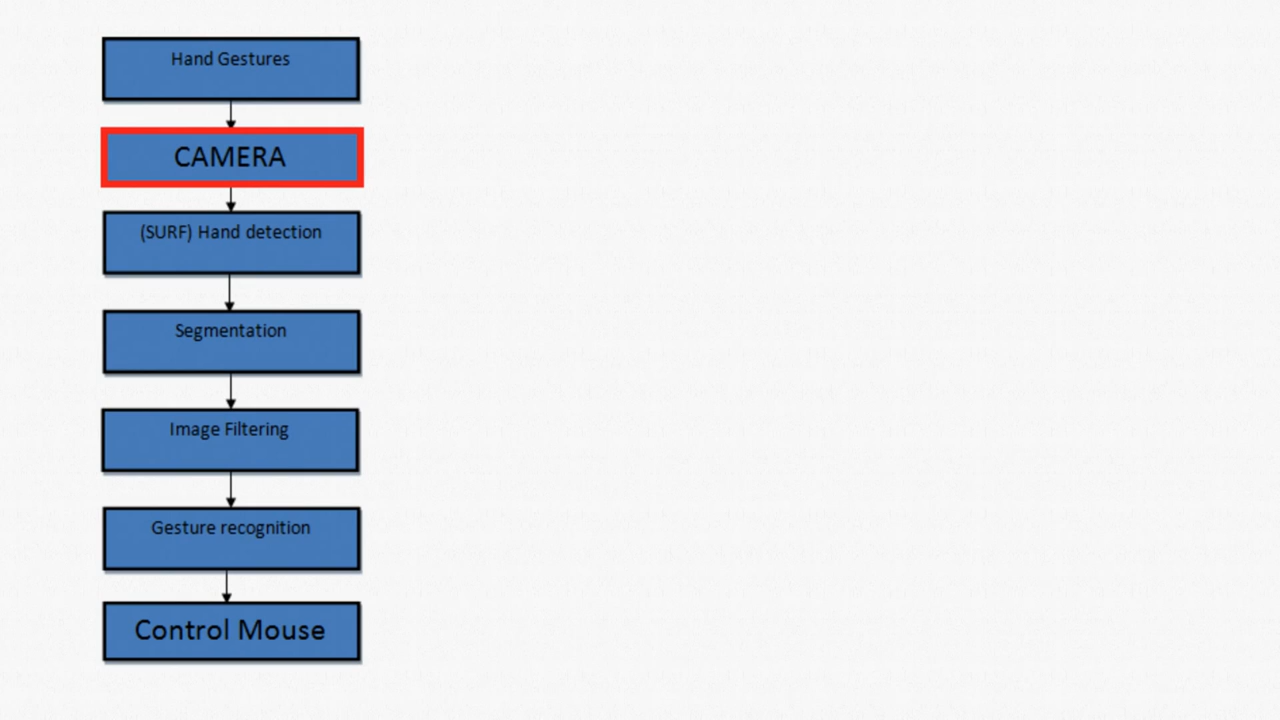 Hand Gestures
CAMERA
(SURF) Hand detection
Segmentation
Image Filtering
Gesture recognition
Control Mouse